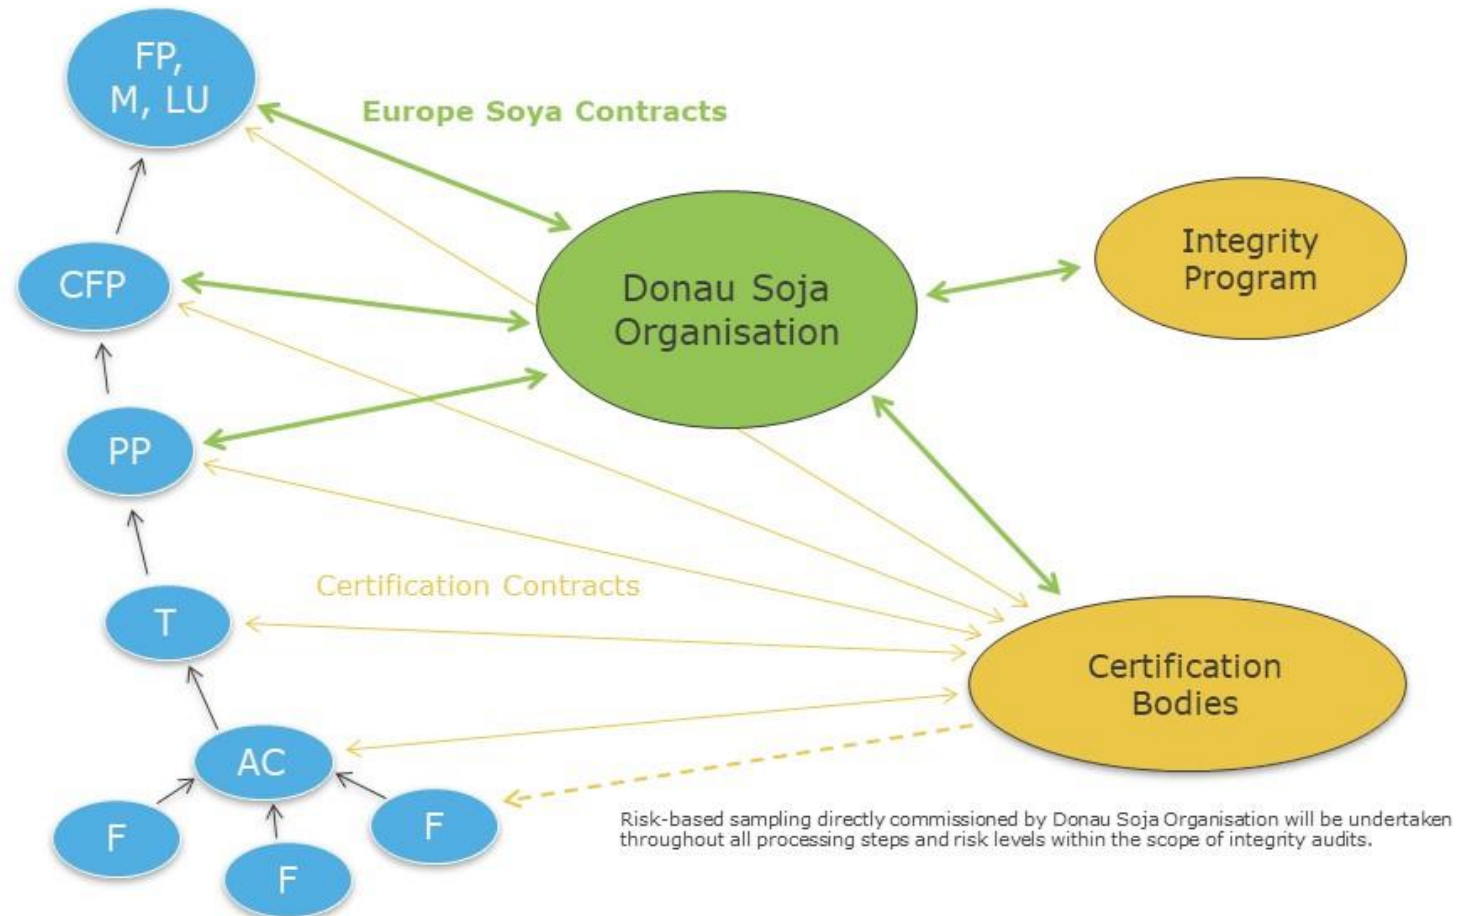 FP,
M, LU
Europe Soya Contracts
Integrity
Program
CFP
Donau Soja
Organisation
PP
Certification Contracts
T
Certification
Bodies
AC
F
F
F
Risk-based sampling directly commissioned by Donau Soja Organisation will be undertaken
throughout all processing steps and risk levels within the scope of integrity audits.